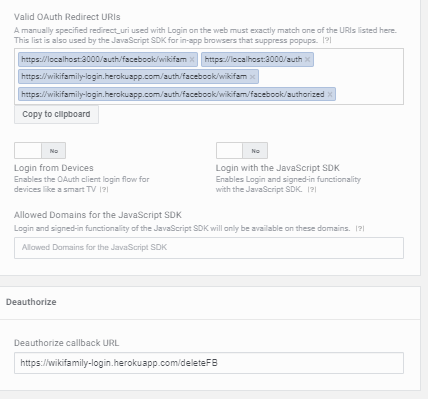 Valid OAuth Redirect URIs
A manually specified redirect_uri used with Login on the web must exactly match one of the URIs listed here.
This list is also used by the JavaScript SDK for in-app browsers that suppress popups. [?]
https://localhost:3000/auth/facebook/wikifam × https://localhost:3000/auth ×
https://wikifamily-login.herokuapp.com/auth/facebook/wikifam ×
https://wikifamily-login.herokuapp.com/auth/facebook/wikifam/facebook/authorized ×
Copy to clipboard
No No
Login from Devices
Enables the OAuth client login flow for
devices like a smart TV [?]
Login with the JavaScript SDK
Enables Login and signed-in functionality
with the JavaScript SDK. [?]
Allowed Domains for the JavaScript SDK
Login and signed-in functionality of the JavaScript SDK will only be available on these domains. [?]
Allowed Domains for the JavaScript SDK
Deauthorize
Deauthorize callback URL
https://wikifamily-login.herokuapp.com/deleteFB